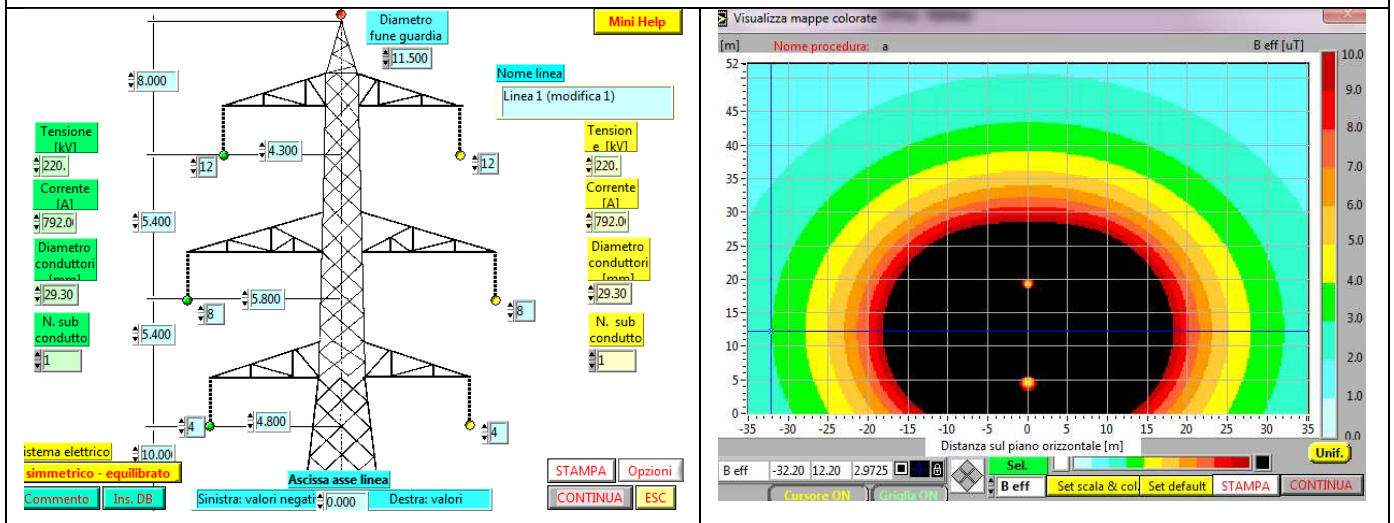 Diametro
fune guardia
11.500
Mini Help
8.000
Nome linea
Linea 1 (modifica 1)
Tensione
[kV]
220.
12
4.300
12
Tension
e [kV]
220.
Corrente
[A]
792.0
5.400
Corrente
[A]
792.0
Diametro
conduttori
[mm]
29.30
Diametro
conduttori
[mm]
29.30
8
5.800
8
N. sub
condutto
1
5.400
N. sub
condutto
1
4
4.800
4
istema elettrico
10.00
simmetrico - equilibrato
Commento
Ins. DB
Ascissa asse linea
Sinistra: valori negati
0.000
Destra: valori
STAMPA
Opzioni
CONTINUA
ESC
Visualizza mappe colorate
[m]
Nome procedura: a
B eff [uT]
52
45
40
35
30
25
20
15
10
5
0
-35 -30 -25 -20 -15 -10 -5 0 5 10 15 20 25 30 35
10.0
9.0
8.0
7.0
6.0
5.0
4.0
3.0
2.0
1.0
0.0
Distanza sul piano orizzontale [m]
Unif.
B eff
-32.20 12.20 2.9725
Sel.
B eff
Set scala & col.
Set default
STAMPA
CONTINUA
Cursore ON
Griglia ON